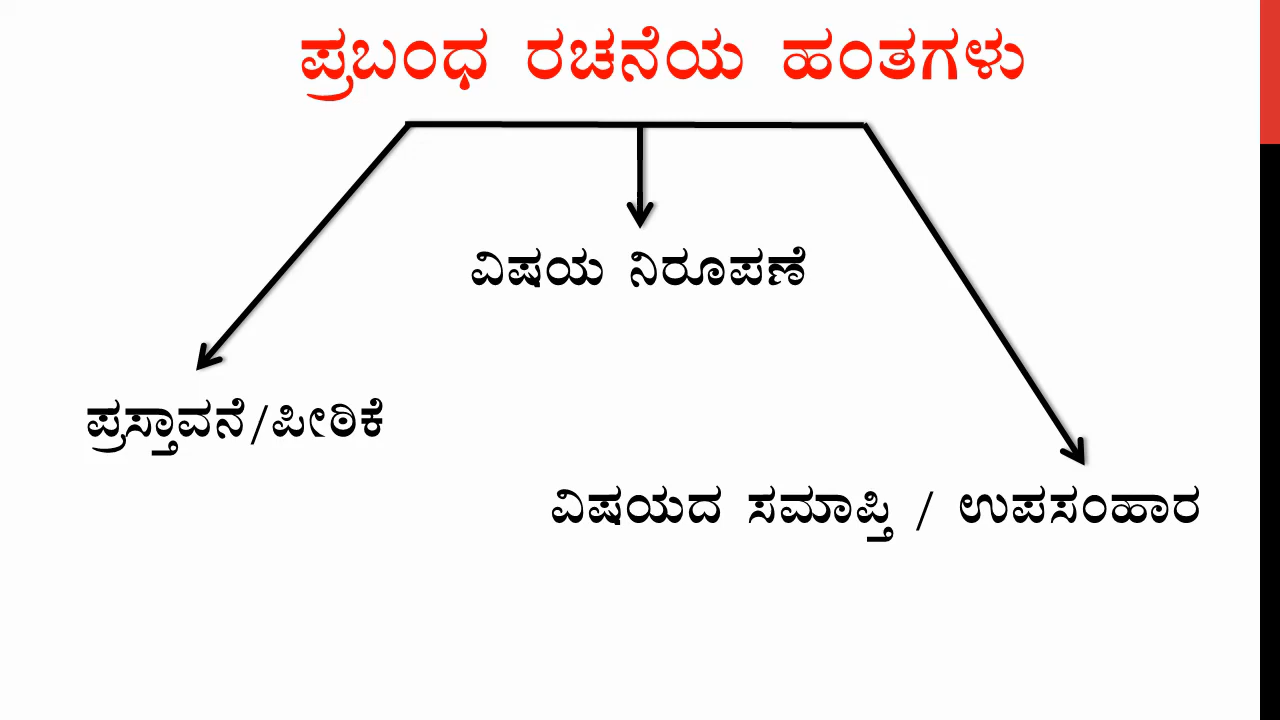 ಪ್ರಬಂಧ ರಚನೆಯ ಹಂತಗಳು
ವಿಷಯ ನಿರೂಪಣೆ
ಪ್ರಸ್ತಾವನೆ/ಪೀಠಿಕೆ
ವಿಷಯದ ಸಮಾಪ್ತಿ / ಉಪಸಂಹಾರ